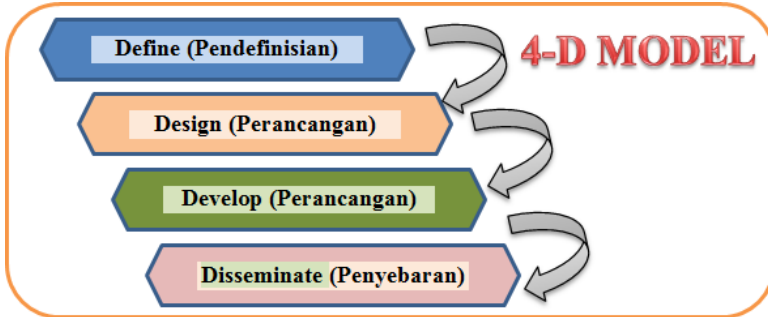 4-D MODEL
Define (Pendefinisian)
Design (Perancangan)
Develop (Perancangan)
Disseminate (Penyebaran)